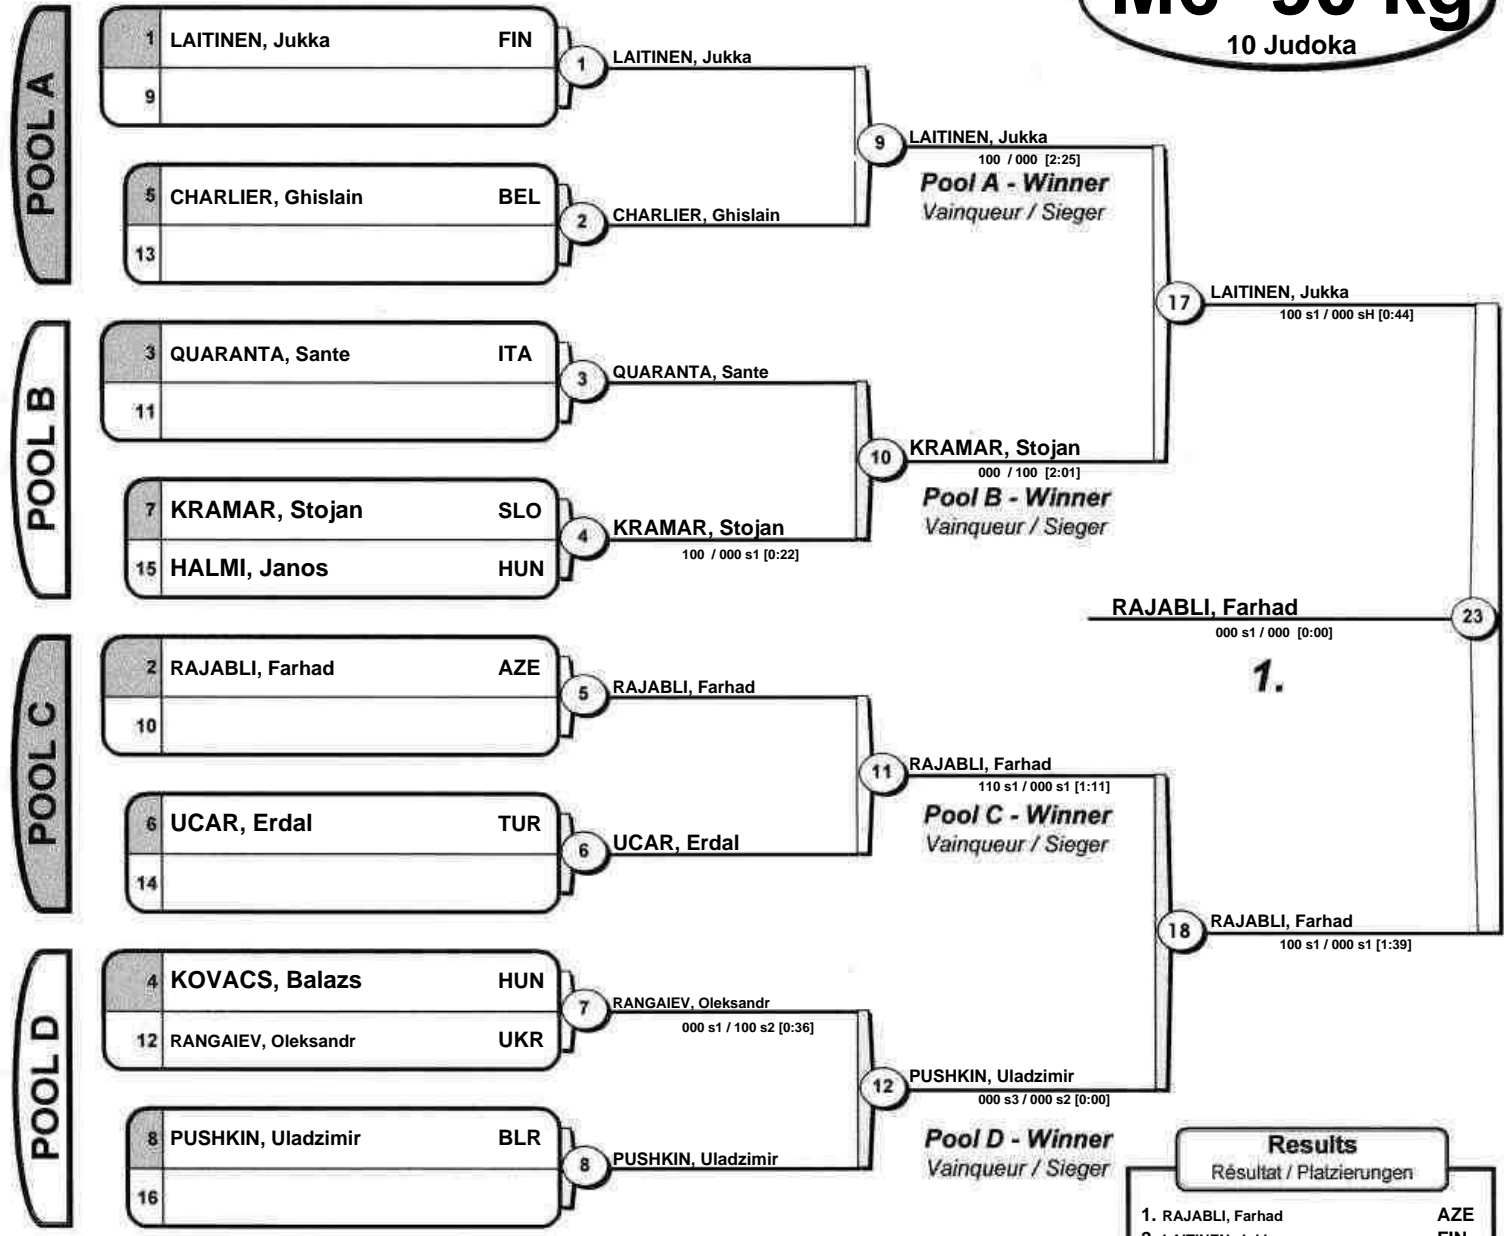 M6 -90 kg
10 Judoka
POOL A
1 LAITINEN, Jukka FIN
9
1 LAITINEN, Jukka
5 CHARLIER, Ghislain BEL
13
2 CHARLIER, Ghislain
9 LAITINEN, Jukka
100 / 000 [2:25]
Pool A - Winner
Vainqueur / Sieger
POOL B
3 QUARANTA, Sante ITA
11
3 QUARANTA, Sante
7 KRAMAR, Stojan SLO
15 HALMI, Janos HUN
4 KRAMAR, Stojan
100 / 000 s1 [0:22]
10 KRAMAR, Stojan
000 / 100 [2:01]
Pool B - Winner
Vainqueur / Sieger
17 LAITINEN, Jukka
100 s1 / 000 sH [0:44]
RAJABLI, Farhad 23
000 s1 / 000 [0:00]
1.
POOL C
2 RAJABLI, Farhad AZE
10
5 RAJABLI, Farhad
6 UCAR, Erdal TUR
14
6 UCAR, Erdal
11 RAJABLI, Farhad
110 s1 / 000 s1 [1:11]
Pool C - Winner
Vainqueur / Sieger
18 RAJABLI, Farhad
100 s1 / 000 s1 [1:39]
POOL D
4 KOVACS, Balazs HUN
12 RANGAIEV, Oleksandr UKR
7 RANGAIEV, Oleksandr
000 s1 / 100 s2 [0:36]
8 PUSHKIN, Uladzimir BLR
16
8 PUSHKIN, Uladzimir
12 PUSHKIN, Uladzimir
000 s3 / 000 s2 [0:00]
Pool D - Winner
Vainqueur / Sieger
Results
Résultat / Platzierungen
1. RAJABLI, Farhad AZE
2. LAITINEN, Jukka FIN